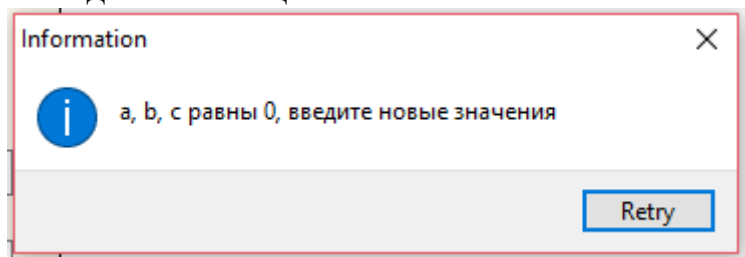 Information
a, b, c равны 0, введите новые значения
Retry